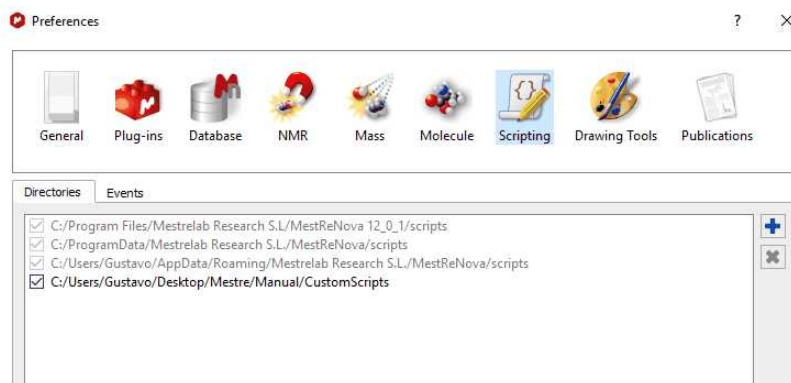 Preferences
?
General Plug-ins Database NMR Mass Molecule Scripting Drawing Tools Publications
Directories Events
C:/Program Files/Mestrelab Research S.L/MestReNova 12_0_1/scripts
C:/ProgramData/Mestrelab Research S.L./MestReNova/scripts
C:/Users/Gustavo/AppData/Roaming/Mestrelab Research S.L./MestReNova/scripts
C:/Users/Gustavo/Desktop/Mestre/Manual/CustomScripts